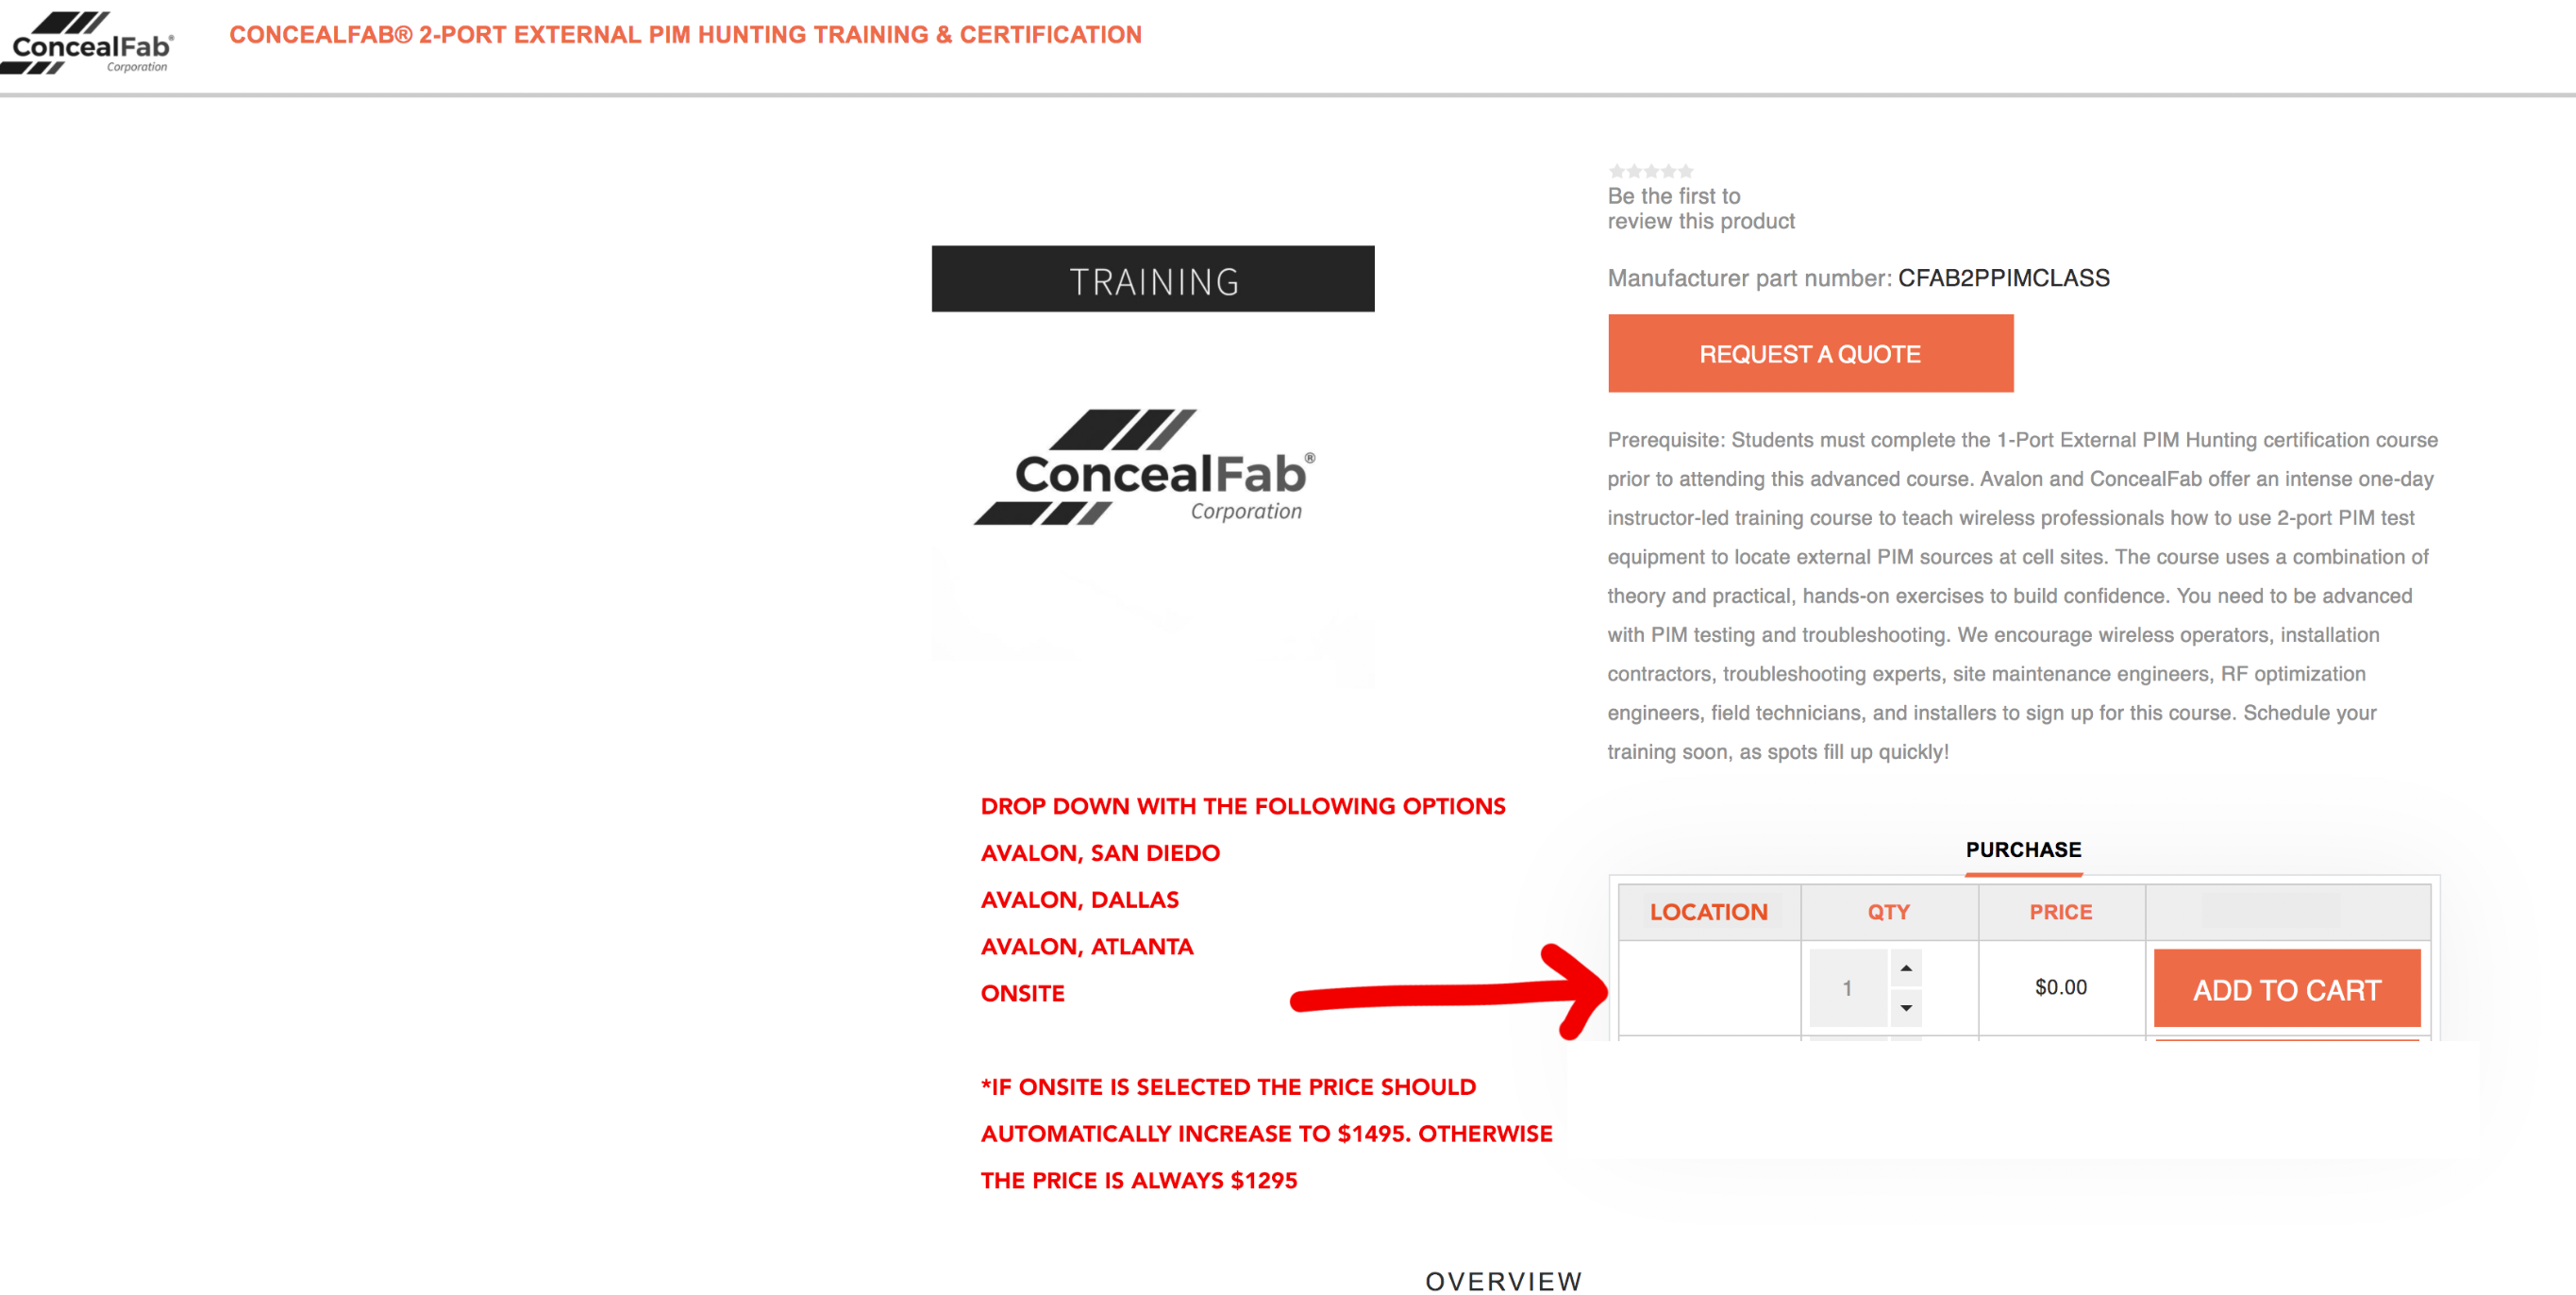 ConcealFab®
Corporation
CONCEALFAB® 2-PORT EXTERNAL PIM HUNTING TRAINING & CERTIFICATION
Be the first to
review this product
TRAINING
Manufacturer part number: CFAB2PPIMCLASS
REQUEST A QUOTE
ConcealFab®
Corporation
Prerequisite: Students must complete the 1-Port External PIM Hunting certification course
prior to attending this advanced course. Avalon and ConcealFab offer an intense one-day
instructor-led training course to teach wireless professionals how to use 2-port PIM test
equipment to locate external PIM sources at cell sites. The course uses a combination of
theory and practical, hands-on exercises to build confidence. You need to be advanced
with PIM testing and troubleshooting. We encourage wireless operators, installation
contractors, troubleshooting experts, site maintenance engineers, RF optimization
engineers, field technicians, and installers to sign up for this course. Schedule your
training soon, as spots fill up quickly!
DROP DOWN WITH THE FOLLOWING OPTIONS
AVALON, SAN DIEDO
AVALON, DALLAS
AVALON, ATLANTA
ONSITE
*IF ONSITE IS SELECTED THE PRICE SHOULD
AUTOMATICALLY INCREASE TO $1495. OTHERWISE
THE PRICE IS ALWAYS $1295
PURCHASE
LOCATION QTY PRICE
1 $0.00 ADD TO CART
OVERVIEW